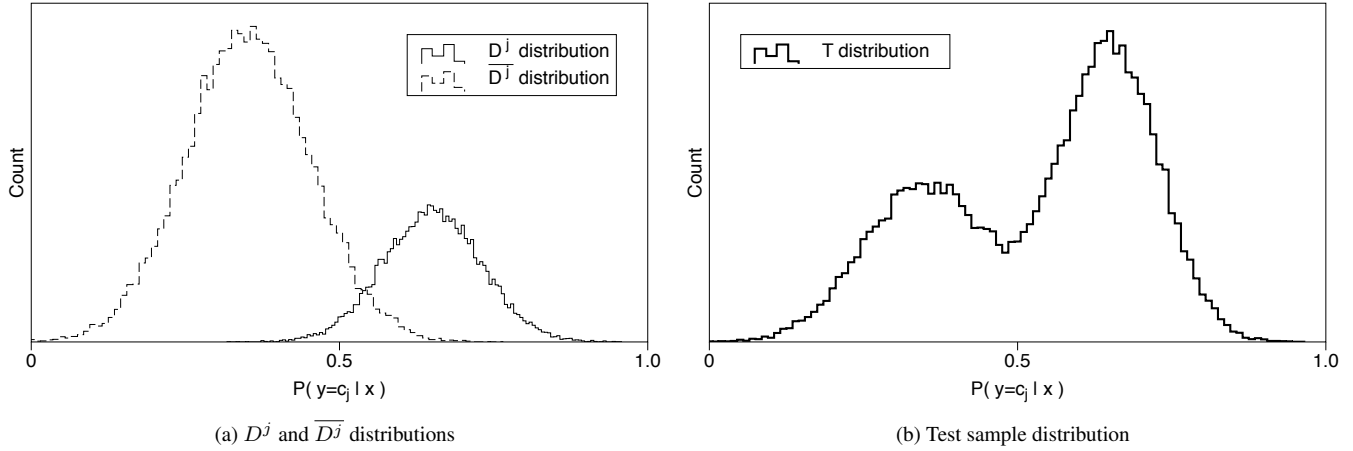 Count
D^j distribution
\overline{D^j} distribution
0
0.5
1.0
P( y=c_j | x )
(a) D^j and \overline{D^j} distributions
Count
T distribution
0
0.5
1.0
P( y=c_j | x )
(b) Test sample distribution